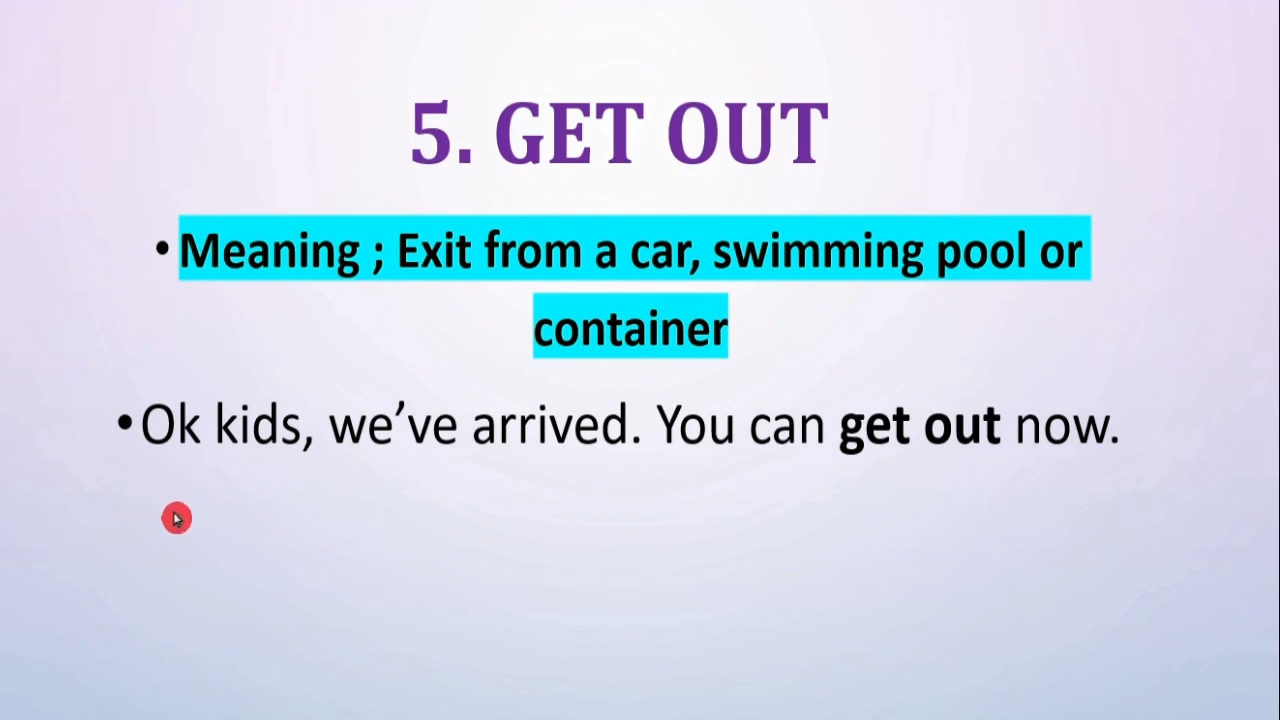 5. GET OUT
• Meaning ; Exit from a car, swimming pool or
container
• Ok kids, we’ve arrived. You can get out now.